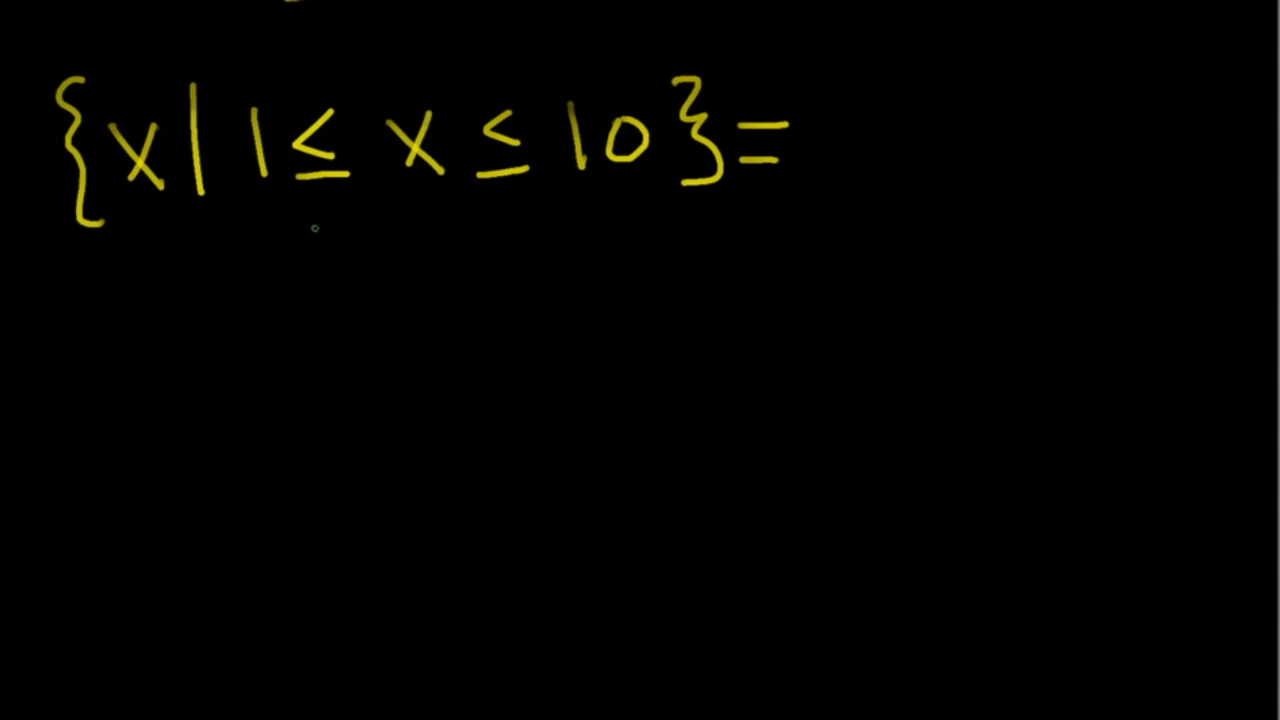 {x| 1 ≤ x ≤ 10}=